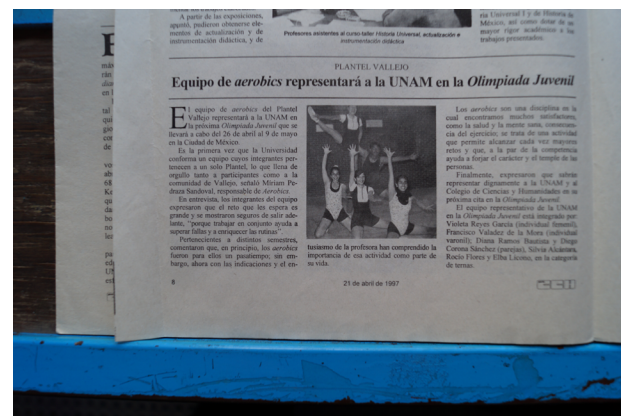 A partir de las exposiciones,
apuntó, pudieron obtenerse ele-
mentos de actualización y de
instrumentación didáctica, y de
Profesores asistentes al curso-taller Historia Universal, actualización e
instrumentación didáctica
ria Universal I y de Historia de
México, así como dotar de un
mayor rigor académico a los
trabajos presentados.
PLANTEL VALLEJO
Equipo de aerobics representará a la UNAM en la Olimpiada Juvenil
El equipo de aerobics del Plantel
Vallejo representará a la UNAM en
la próxima Olimpiada Juvenil que se
llevará a cabo del 26 de abril al 9 de mayo
en la Ciudad de México.
Es la primera vez que la Universidad
conforma un equipo cuyos integrantes per-
tenecen a un solo Plantel, lo que llena de
orgullo tanto a participantes como a la
comunidad de Vallejo, señaló Miriam Pe-
draza Sandoval, responsable de Aerobics.
En entrevista, los integrantes del equipo
expresaron que el reto que les espera es
grande y se mostraron seguros de salir ade-
lante, "porque trabajar en conjunto ayuda a
superar fallas y a enriquecer las rutinas".
Pertenecientes a distintos semestres,
comentaron que, en principio, los aerobics
fueron para ellos un pasatiempo; sin em-
bargo, ahora con las indicaciones y el en-
tusiasmo de la profesora han comprendido la
importancia de esa actividad como parte de
su vida.
Los aerobics son una disciplina en la
cual encontramos muchos satisfactores,
como la salud y la mente sana, consecuen-
cia del ejercicio; se trata de una actividad
que permite alcanzar cada vez mayores
retos y que, a la par de la competencia
ayuda a forjar el carácter y el temple de las
personas.
Finalmente, expresaron que sabrán
representar dignamente a la UNAM y al
Colegio de Ciencias y Humanidades en su
próxima cita en la Olimpiada.
El equipo representativo de la UNAM
en la Olimpiada Juvenil está integrado por:
Violeta Reyes García (individual femenil),
Francisco Valadez de la Mora (individual
varonil); Diana Ramos Bautista y Diego
Corona Sánchez (parejas), Silvia Alcántara,
Rocío Flores y Elba Licono, en la categoría
de ternas.
8
21 de abril de 1997